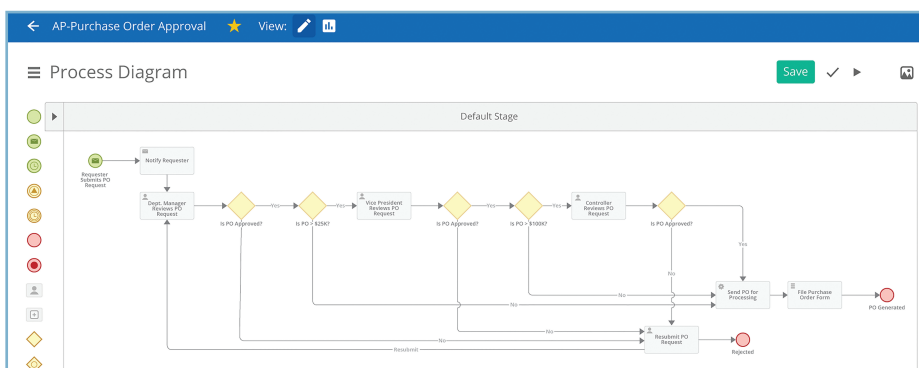 AP-Purchase Order Approval
View:
Process Diagram
Save
Default Stage
Requester
Submits PO
Request
Notify Requester
Dept. Manager
Reviews PO
Request
Is PO Approved?
Yes
Is PO > $25K?
Yes
Vice President
Reviews PO
Request
Is PO Approved?
Yes
Is PO > $100K?
Yes
Controller
Reviews PO
Request
Is PO Approved?
Yes
No
No
No
No
No
Send PO for
Processing
File Purchase
Order Form
PO Generated
Resubmit PO
Request
Rejected
Resubmit